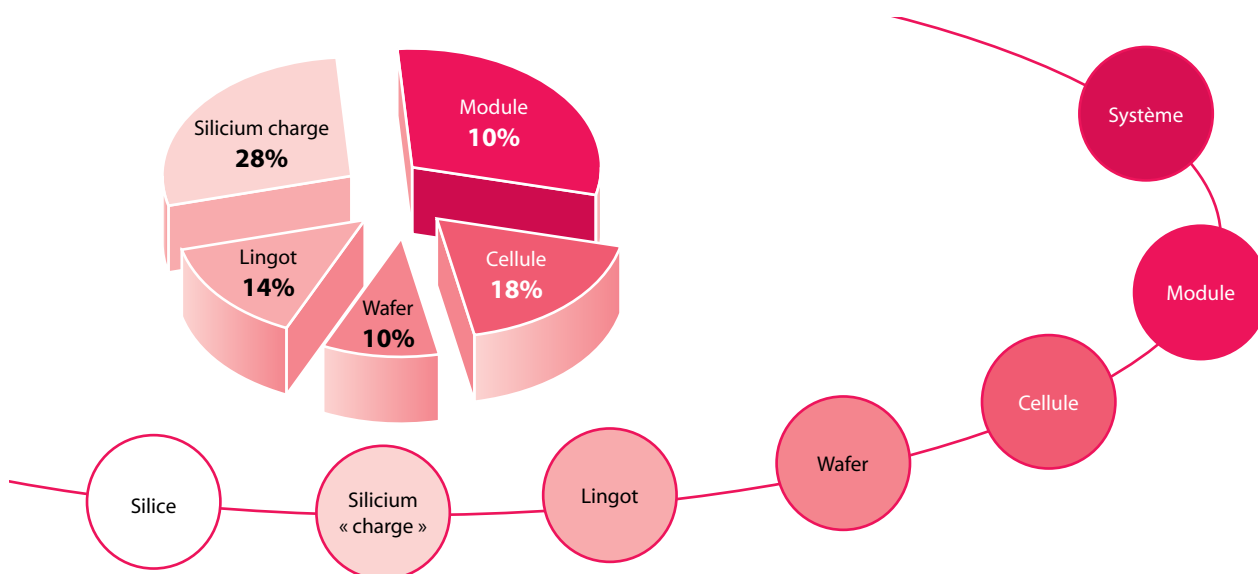 Silicium charge
28%
Module
10%
Lingot
14%
Wafer
10%
Cellule
18%
Système
Module
Cellule
Wafer
Lingot
Silicium
« charge »
Silice